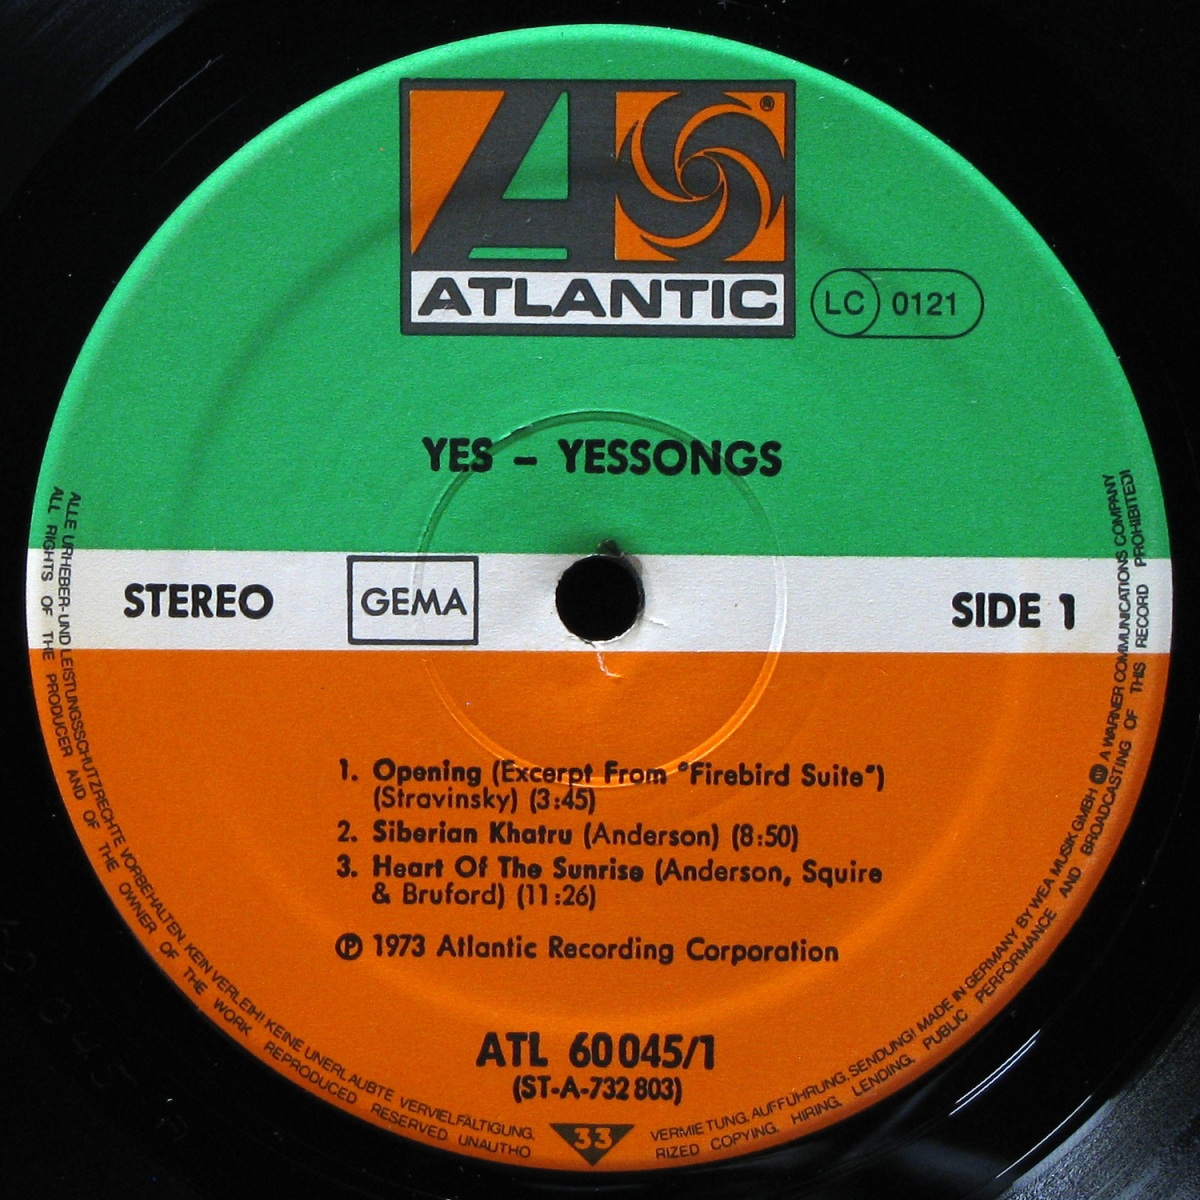 ATLANTIC ®
LC 0121
YES – YESSONGS
STEREO GEMA SIDE 1
1. Opening (Excerpt From "Firebird Suite")
(Stravinsky) (3:45)
2. Siberian Khatru (Anderson) (8:50)
3. Heart Of The Sunrise (Anderson, Squire
& Bruford) (11:26)
℗ 1973 Atlantic Recording Corporation
ATL 60045/1
(ST-A-732 803)
33
ALLE URHEBER- UND LEISTUNGSSCHUTZRECHTE VORBEHALTEN. KEIN VERLEIH! KEINE UNERLAUBTE VERVIELFÄLTIGUNG, VERMIETUNG, AUFFÜHRUNG, SENDUNG! MADE IN GERMANY BY WEA MUSIK GMBH A WARNER COMMUNICATIONS COMPANY
ALL RIGHTS OF THE PRODUCER AND OF THE OWNER OF THE WORK REPRODUCED RESERVED UNAUTHORIZED COPYING, HIRING, LENDING, PUBLIC PERFORMANCE AND BROADCASTING OF THIS RECORD PROHIBITED!